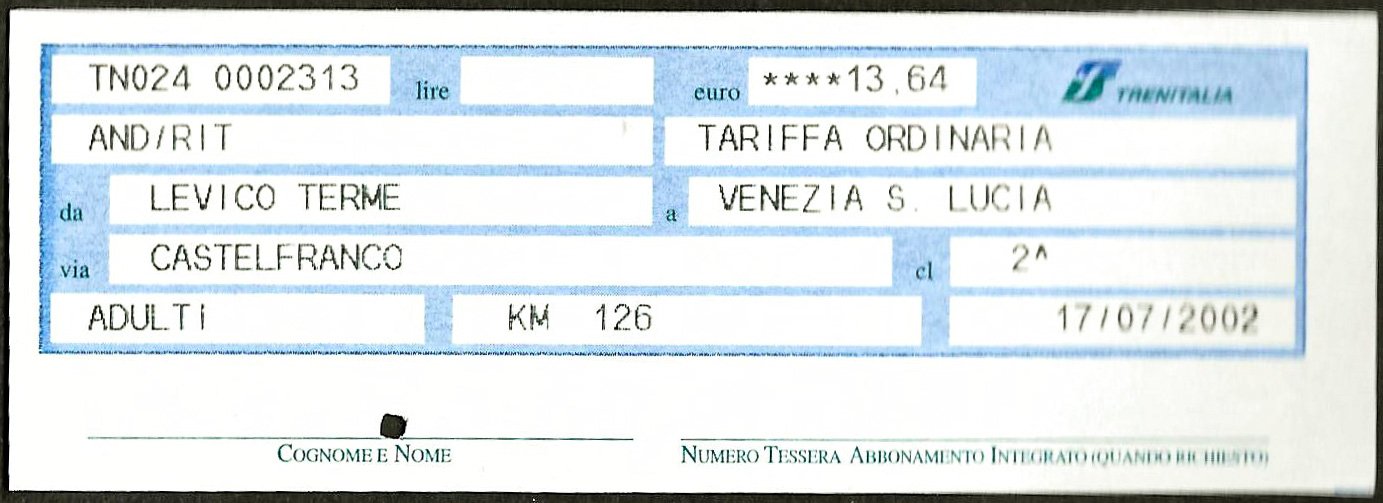 TN024 0002313 lire euro ****13,64 TRENITALIA
AND/RIT TARIFFA ORDINARIA
da LEVICO TERME a VENEZIA S. LUCIA
via CASTELFRANCO cl 2^
ADULTI KM 126 17/07/2002
COGNOME E NOME NUMERO TESSERA ABBONAMENTO INTEGRATO (QUANDO RICHIESTO)